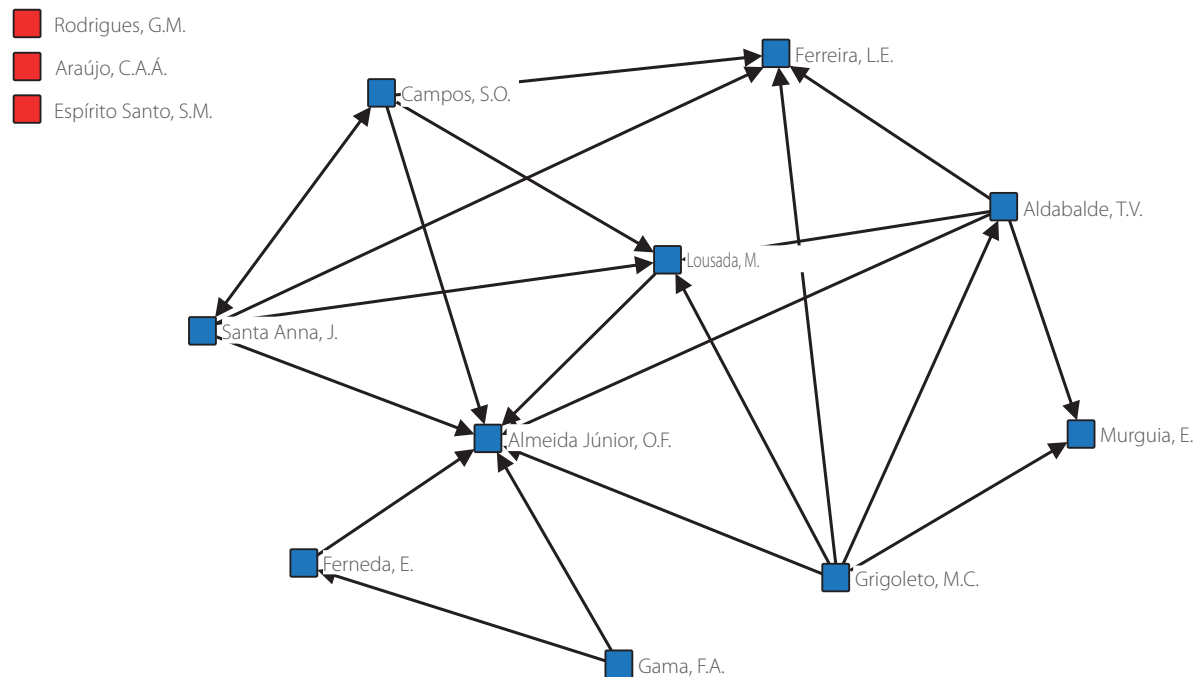 Rodrigues, G.M.
Araújo, C.A.Á.
Espírito Santo, S.M.
Ferreira, L.E.
Campos, S.O.
Aldabalde, T.V.
Lousada, M.
Santa Anna, J.
Almeida Júnior, O.F.
Murguia, E.
Ferneda, E.
Grigoleto, M.C.
Gama, F.A.